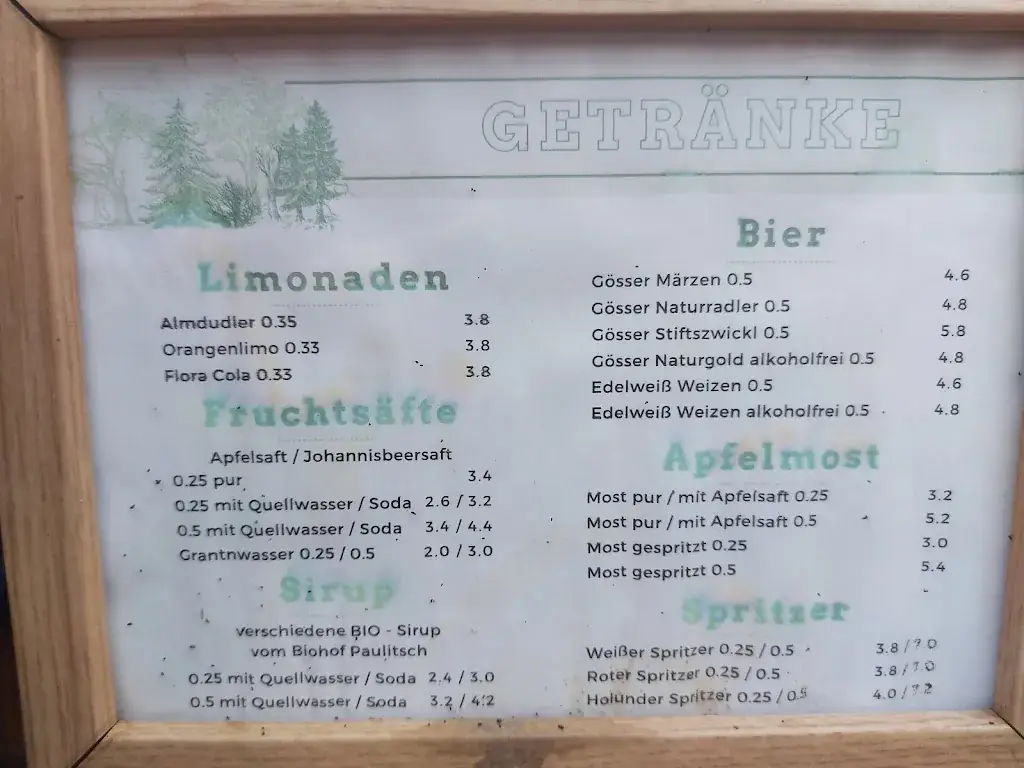 GETRÄNKE
Limonaden
Almdudler 0.35 3.8
Orangenlimo 0.33 3.8
Flora Cola 0.33 3.8
Fruchtsäfte
Apfelsaft / Johannisbeersaft
0.25 pur 3.4
0.25 mit Quellwasser / Soda 2.6 / 3.2
0.5 mit Quellwasser / Soda 3.4 / 4.4
Grantnwasser 0.25 / 0.5 2.0 / 3.0
Sirup
verschiedene BIO - Sirup
vom Biohof Paulitsch
0.25 mit Quellwasser / Soda 2.4 / 3.0
0.5 mit Quellwasser / Soda 3.2 / 4.2
Bier
Gösser Märzen 0.5 4.6
Gösser Naturradler 0.5 4.8
Gösser Stiftszwickl 0.5 5.8
Gösser Naturgold alkoholfrei 0.5 4.8
Edelweiß Weizen 0.5 4.6
Edelweiß Weizen alkoholfrei 0.5 4.8
Apfelmost
Most pur / mit Apfelsaft 0.25 3.2
Most pur / mit Apfelsaft 0.5 5.2
Most gespritzt 0.25 3.0
Most gespritzt 0.5 5.4
Spritzer
Weißer Spritzer 0.25 / 0.5 3.8 /
Roter Spritzer 0.25 / 0.5 3.8 /
Holunder Spritzer 0.25 / 0.5 4.0 /